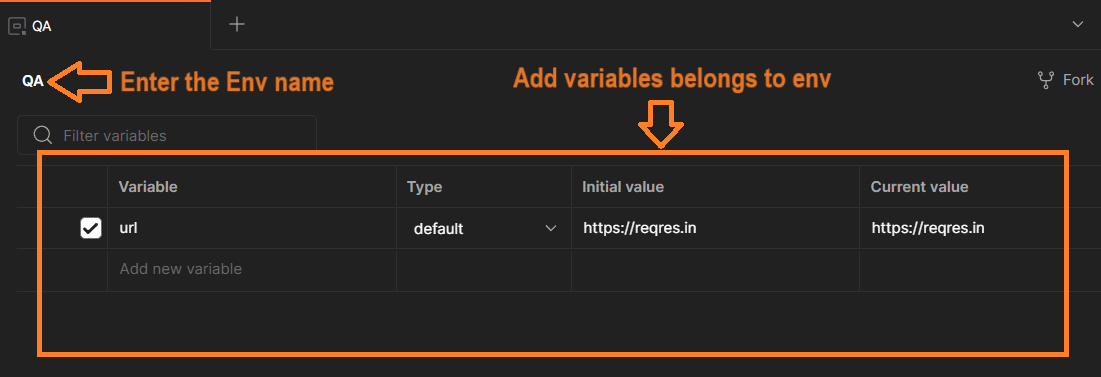 QA
QA Enter the Env name
Add variables belongs to env
Fork
Filter variables
Variable Type Initial value Current value
url default https://reqres.in https://reqres.in
Add new variable